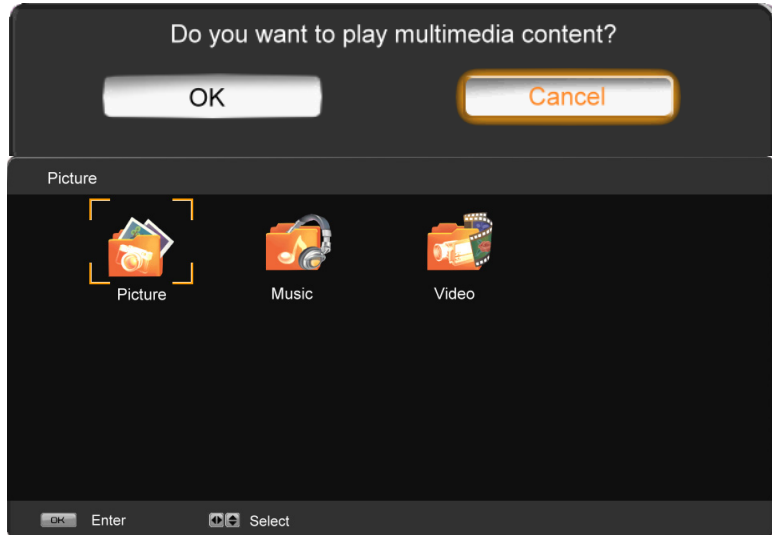 Do you want to play multimedia content?
OK Cancel
Picture
Picture Music Video
OK Enter Select